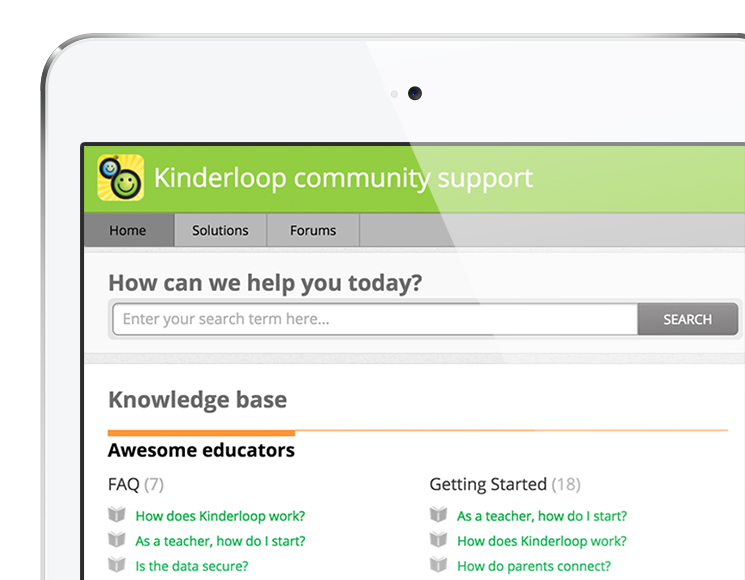 Kinderloop community support
Home Solutions Forums
How can we help you today?
Enter your search term here... SEARCH
Knowledge base
Awesome educators
FAQ (7)
How does Kinderloop work?
As a teacher, how do I start?
Is the data secure?
Getting Started (18)
As a teacher, how do I start?
How does Kinderloop work?
How do parents connect?